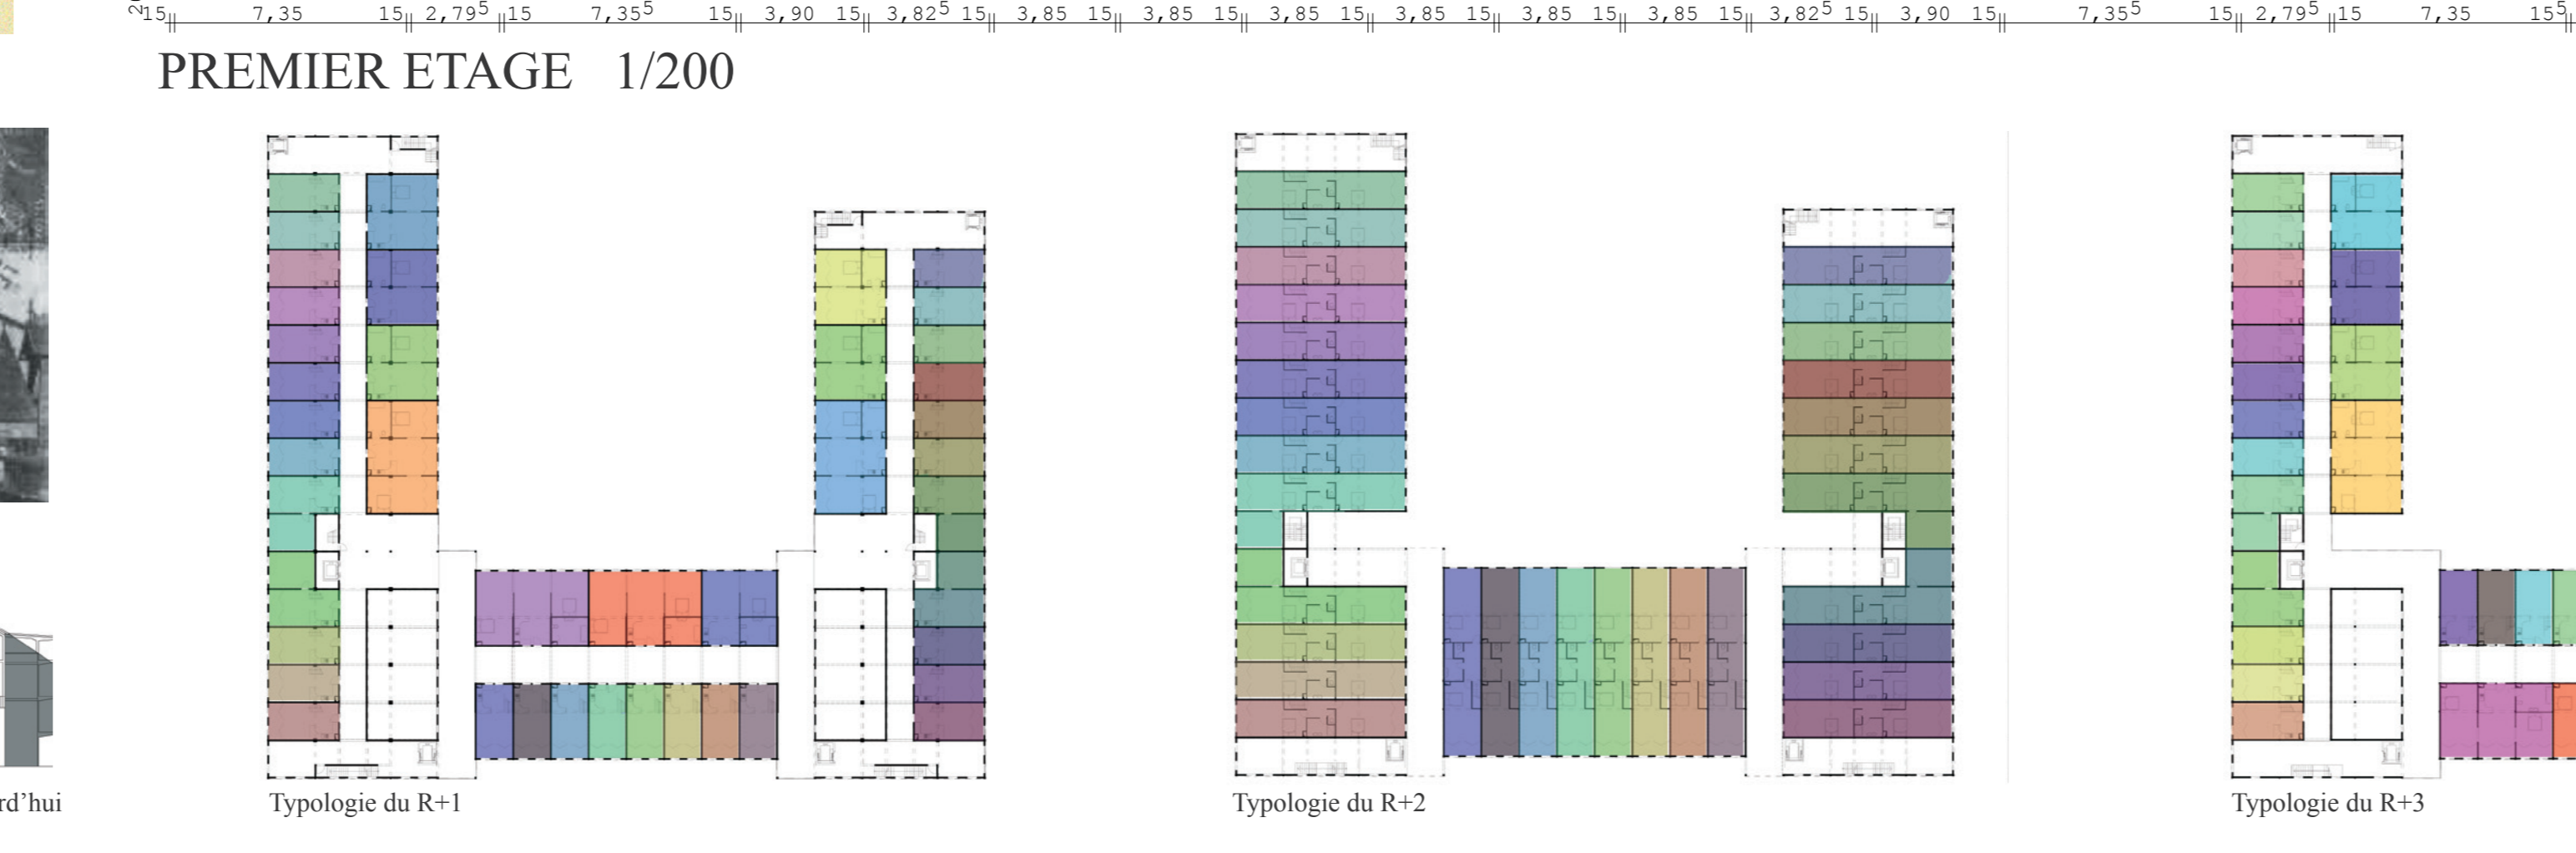 15 7,35 15 2,795 15 7,355 15 3,90 15 3,825 15 3,85 15 3,85 15 3,85 15 3,85 15 3,85 15 3,85 15 3,825 15 3,90 15 7,355 15 2,795 15 7,35 155
PREMIER ETAGE 1/200
rd’hui
Typologie du R+1
Typologie du R+2
Typologie du R+3